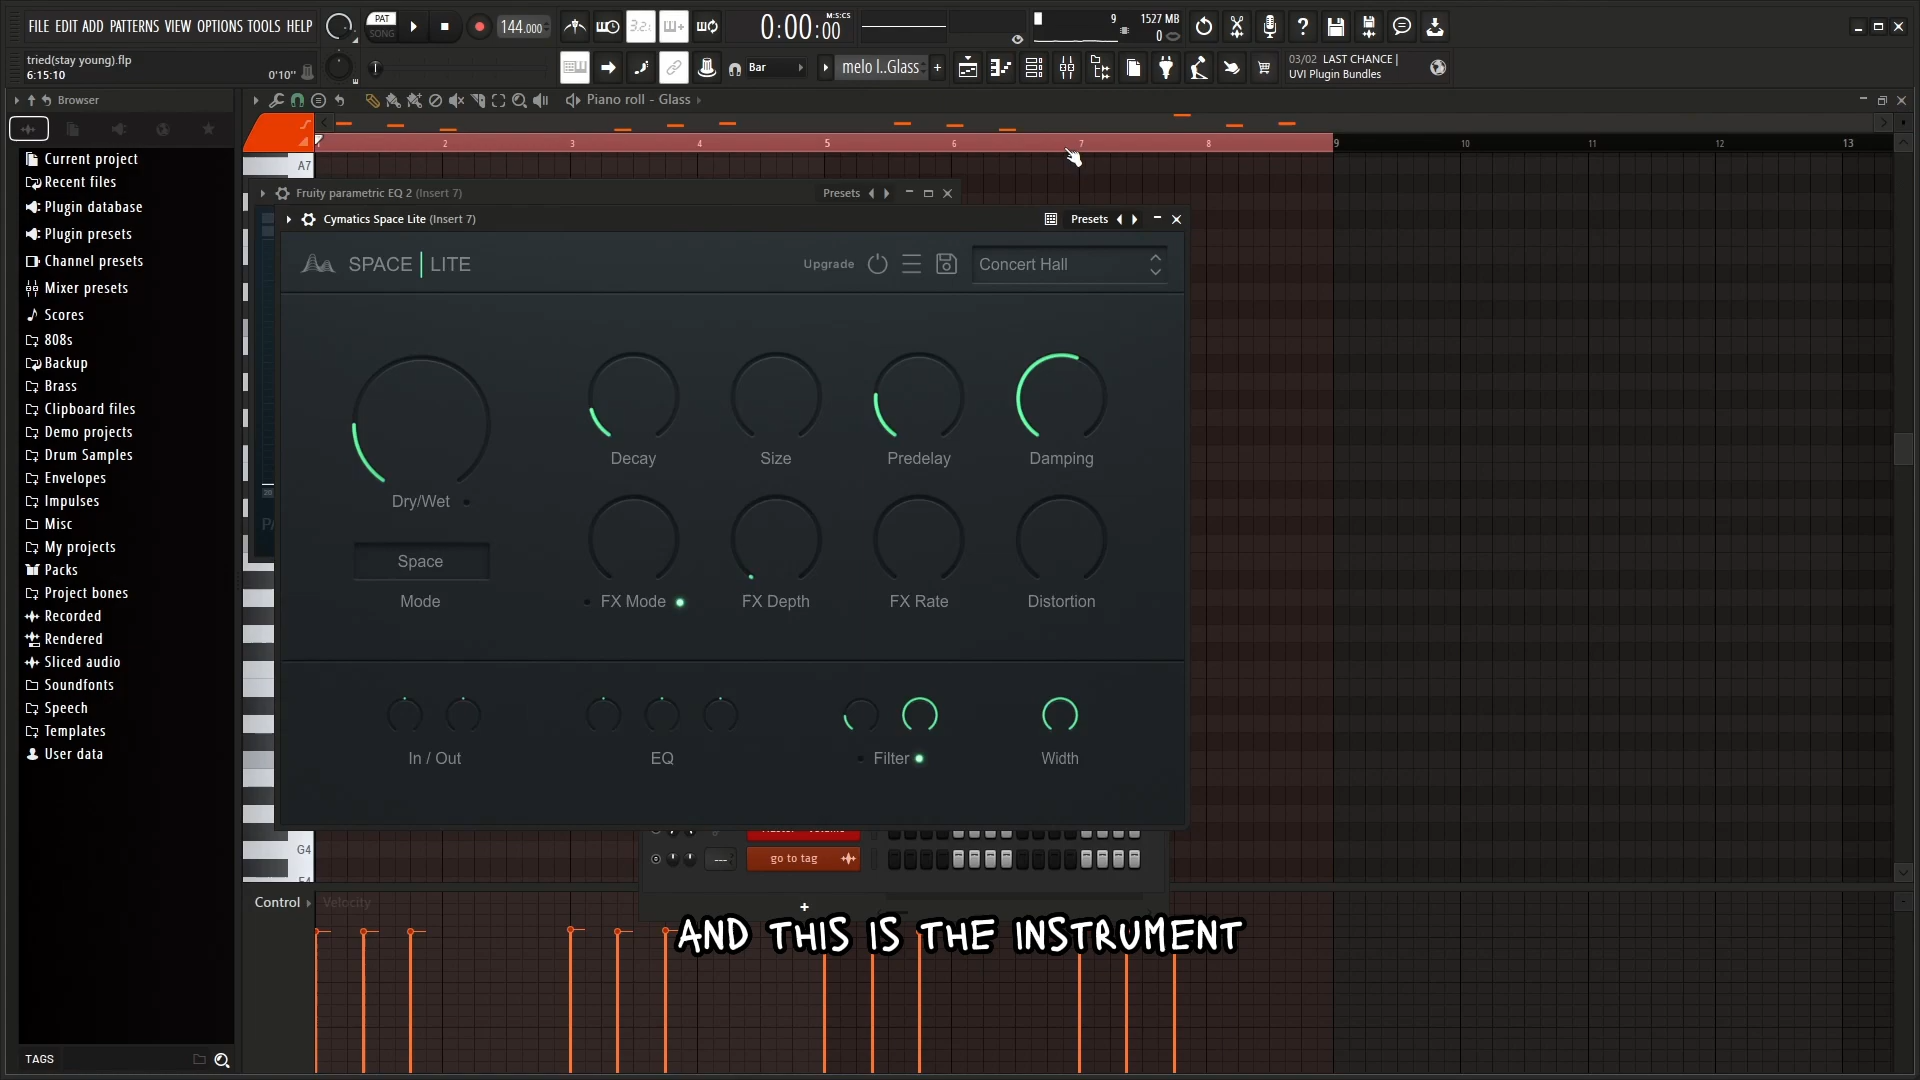 FILE EDIT ADD PATTERNS VIEW OPTIONS TOOLS HELP
PAT
SONG
144.000
3.2.
0:00:00
M:S:CS
9
1527 MB
0
tried(stay young).flp
6:15:10
0'10"
Bar
melo l..Glass
+
03/02 LAST CHANCE |
UVI Plugin Bundles
Browser
Piano roll - Glass
Current project
Recent files
Plugin database
Plugin presets
Channel presets
Mixer presets
Scores
808s
Backup
Brass
Clipboard files
Demo projects
Drum Samples
Envelopes
Impulses
Misc
My projects
Packs
Project bones
Recorded
Rendered
Sliced audio
Soundfonts
Speech
Templates
User data
TAGS
2 3 4 5 6 7 8 9 10 11 12 13
A7
Fruity parametric EQ 2 (Insert 7)
Presets
Cymatics Space Lite (Insert 7)
Presets
SPACE | LITE
Upgrade
Concert Hall
Decay
Size
Predelay
Damping
Dry/Wet
Space
Mode
FX Mode
FX Depth
FX Rate
Distortion
In / Out
EQ
Filter
Width
G4
---
go to tag
+
Control
Velocity
AND THIS IS THE INSTRUMENT